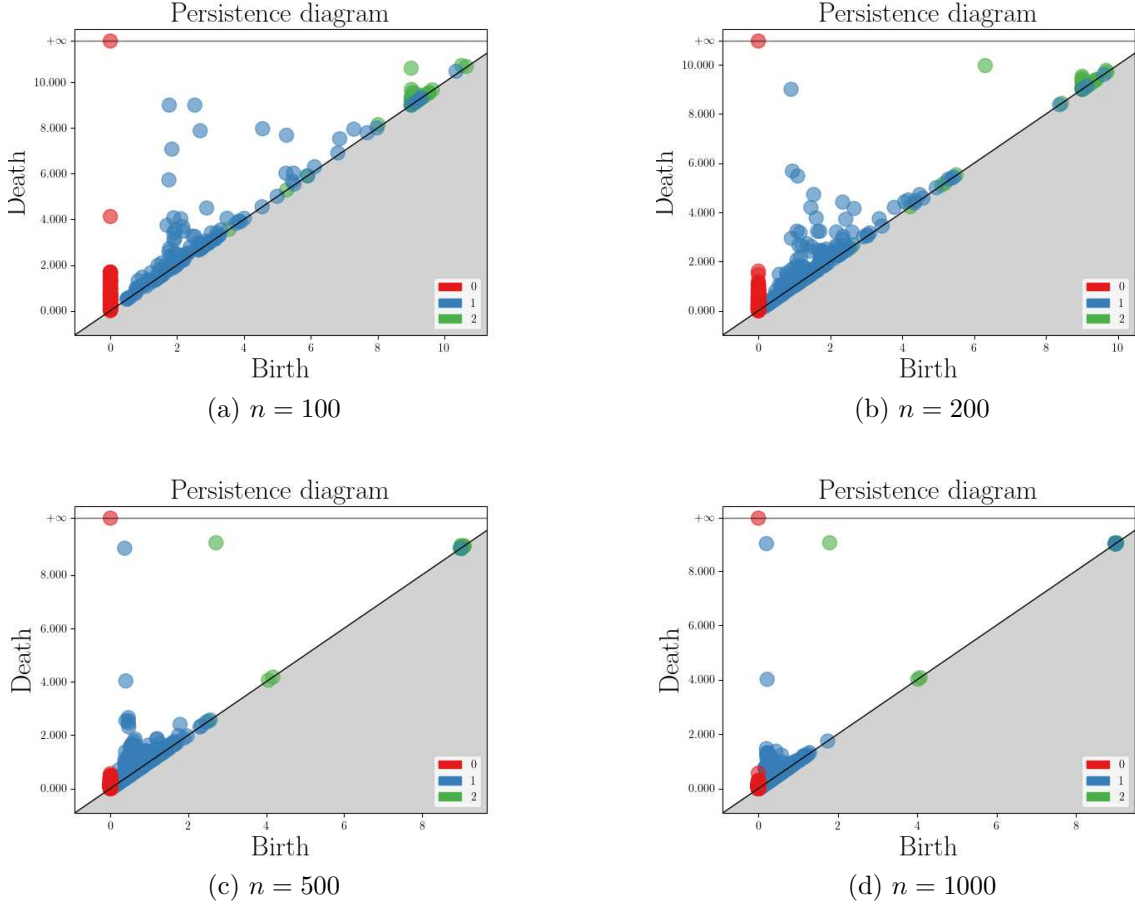 Persistence diagram
+∞
10.000
8.000
6.000
4.000
2.000
0.000
Death
0
1
2
0 2 4 6 8 10
Birth
(a) n = 100
Persistence diagram
+∞
10.000
8.000
6.000
4.000
2.000
0.000
Death
0
1
2
0 2 4 6 8 10
Birth
(b) n = 200
Persistence diagram
+∞
8.000
6.000
4.000
2.000
0.000
Death
0
1
2
0 2 4 6 8
Birth
(c) n = 500
Persistence diagram
+∞
8.000
6.000
4.000
2.000
0.000
Death
0
1
2
0 2 4 6 8
Birth
(d) n = 1000